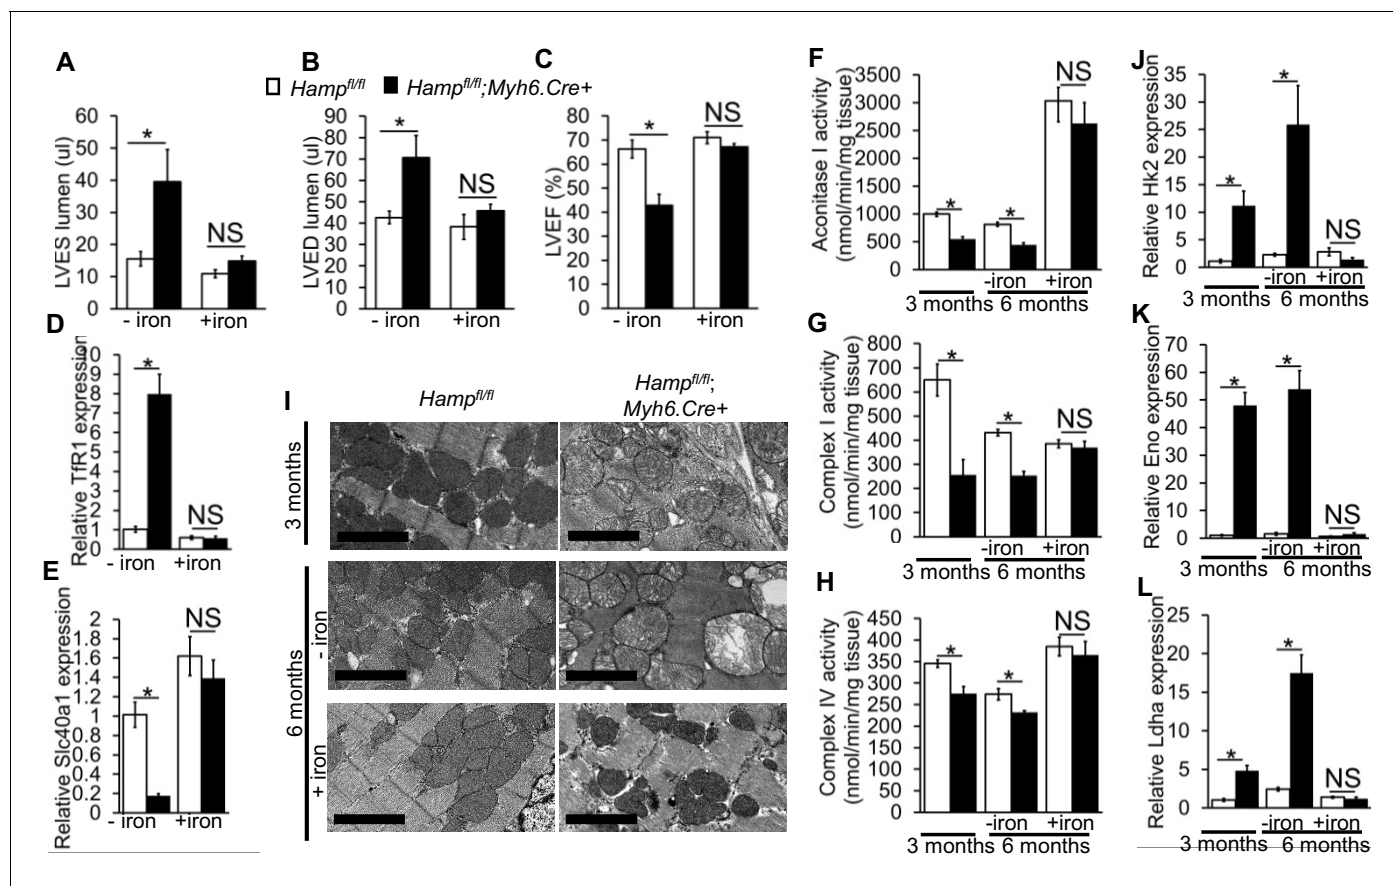 A
B
C
Hamp^fl/fl
Hamp^fl/fl;Myh6.Cre+
LVES lumen (ul)
60
50
40
30
20
10
0
*
NS
- iron
+iron
LVED lumen (ul)
90
80
70
60
50
40
30
20
10
0
*
NS
- iron
+iron
LVEF (%)
80
70
60
50
40
30
20
10
0
*
NS
- iron
+iron
D
Relative TfR1 expression
10
9
8
7
6
5
4
3
2
1
0
*
NS
- iron
+iron
E
Relative Slc40a1 expression
2
1.8
1.6
1.4
1.2
1
0.8
0.6
0.4
0.2
0
*
NS
- iron
+iron
I
Hamp^fl/fl
Hamp^fl/fl;
Myh6.Cre+
3 months
6 months
- iron
+ iron
F
Aconitase I activity
(nmol/min/mg tissue)
3500
3000
2500
2000
1500
1000
500
0
*
*
NS
-iron
+iron
3 months
6 months
G
Complex I activity
(nmol/min/mg tissue)
800
700
600
500
400
300
200
100
0
*
*
NS
-iron
+iron
3 months
6 months
H
Complex IV activity
(nmol/min/mg tissue)
450
400
350
300
250
200
150
100
50
0
*
*
NS
-iron
+iron
3 months
6 months
J
Relative Hk2 expression
35
30
25
20
15
10
5
0
*
*
NS
-iron
+iron
3 months
6 months
K
Relative Eno expression
70
60
50
40
30
20
10
0
*
*
NS
-iron
+iron
3 months
6 months
L
Relative Ldha expression
25
20
15
10
5
0
*
*
NS
-iron
+iron
3 months
6 months